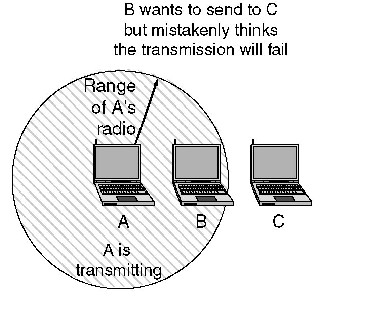 B wants to send to C
but mistakenly thinks
the transmission will fail
Range
of A's
radio
A
B
C
A is
transmitting